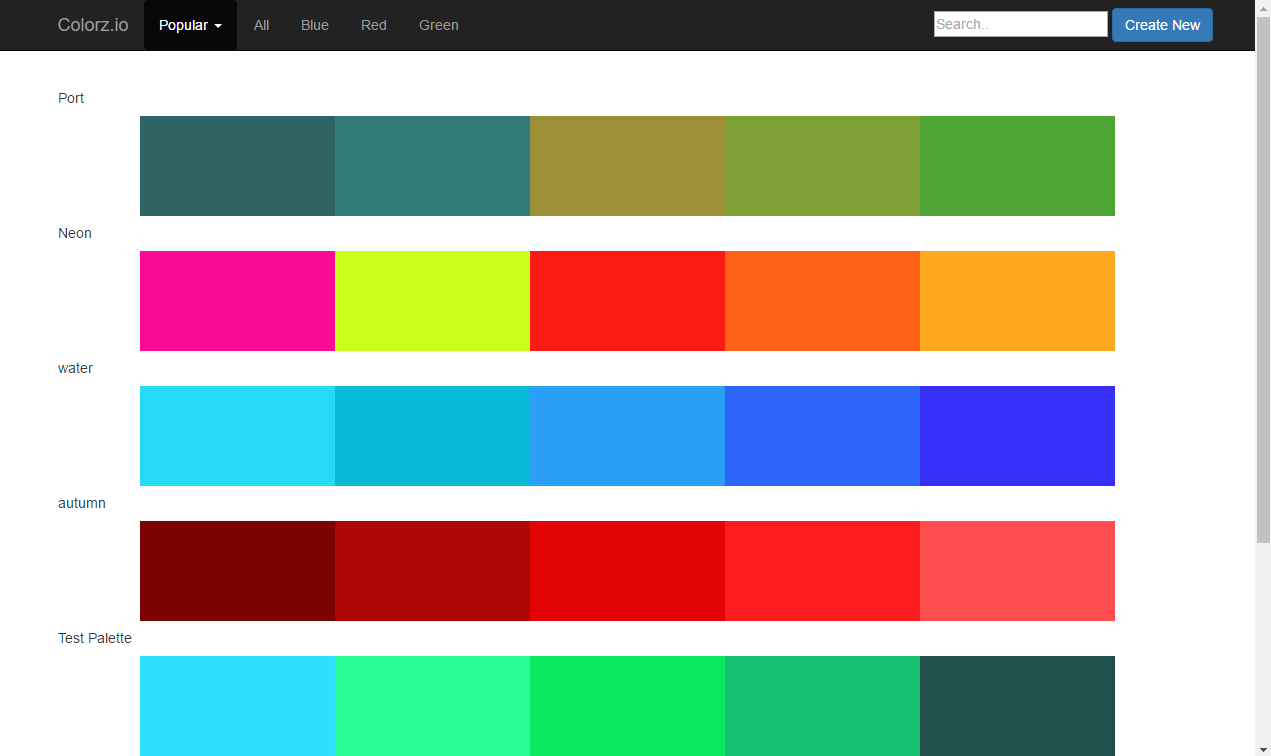 Colorz.io Popular All Blue Red Green Search.. Create New
Port
Neon
water
autumn
Test Palette